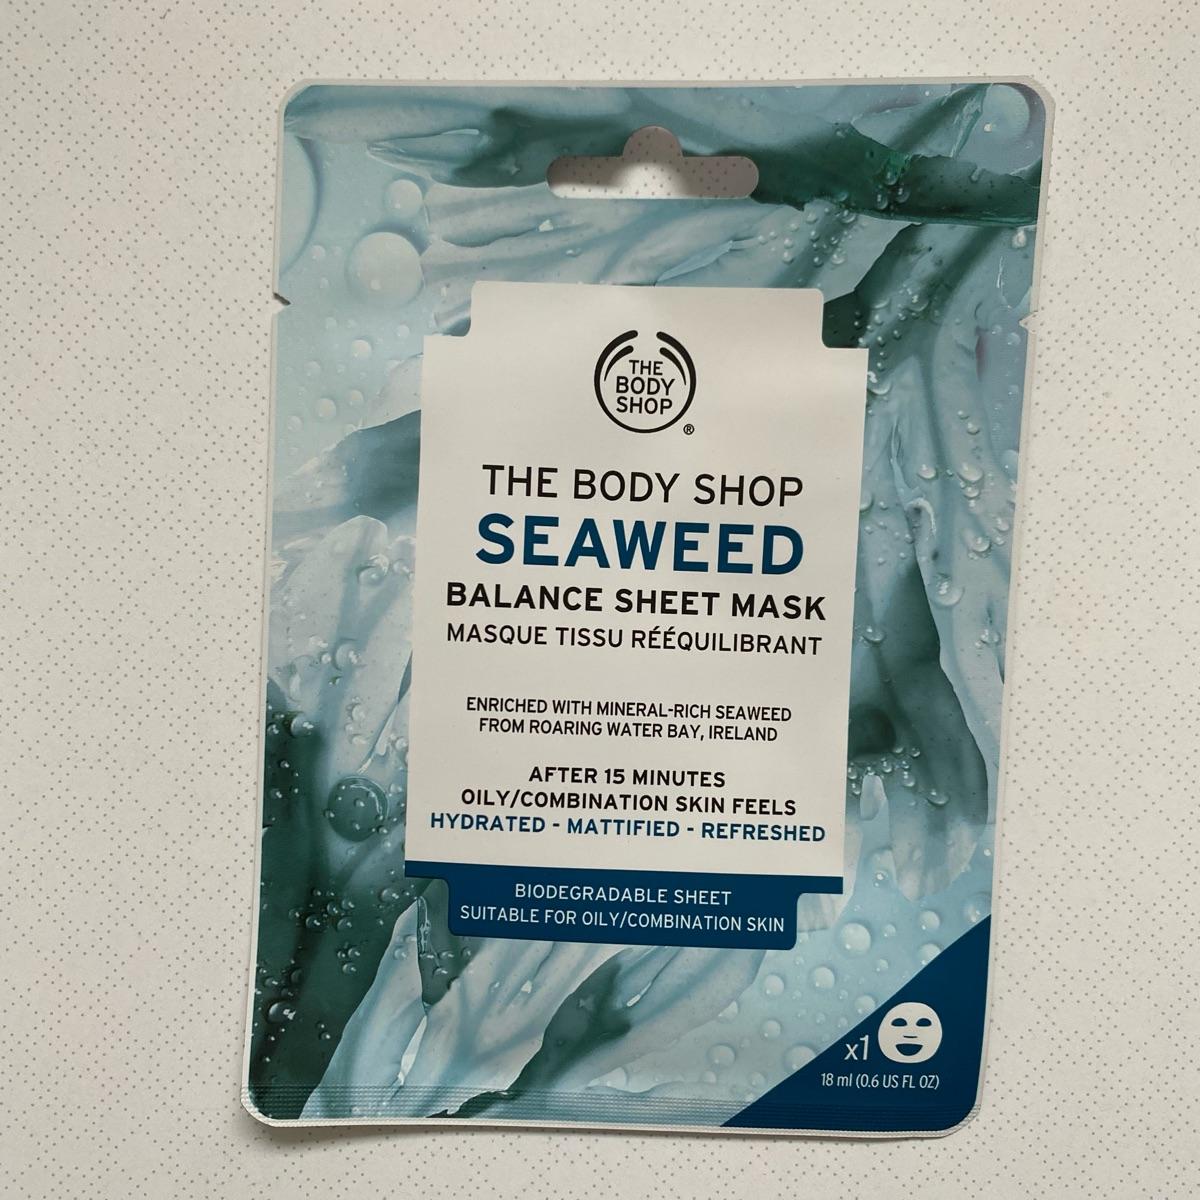 THE
BODY
SHOP
®
THE BODY SHOP
SEAWEED
BALANCE SHEET MASK
MASQUE TISSU RÉÉQUILIBRANT
ENRICHED WITH MINERAL-RICH SEAWEED
FROM ROARING WATER BAY, IRELAND
AFTER 15 MINUTES
OILY/COMBINATION SKIN FEELS
HYDRATED - MATTIFIED - REFRESHED
BIODEGRADABLE SHEET
SUITABLE FOR OILY/COMBINATION SKIN
x1
18 ml (0.6 US FL OZ)